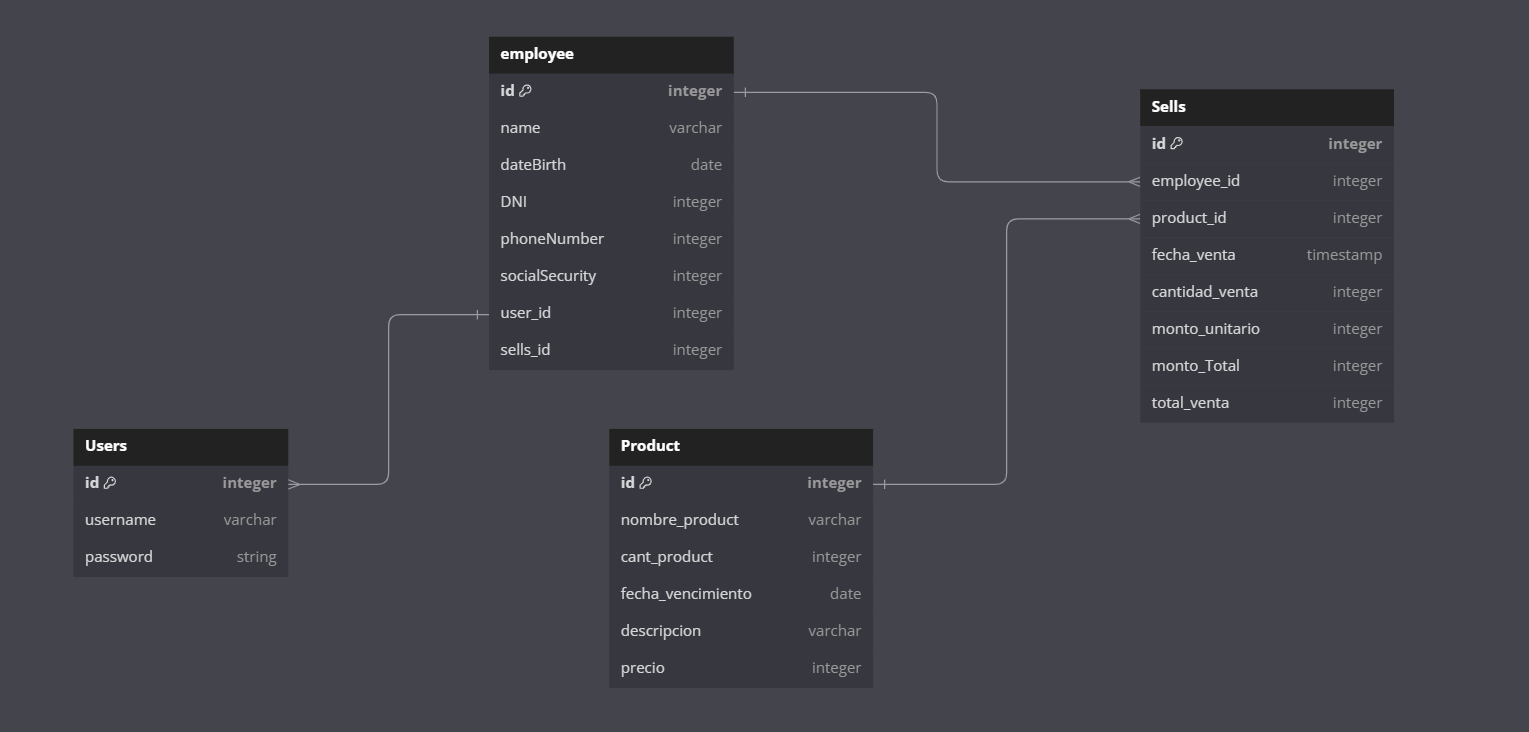 employee
id integer
name varchar
dateBirth date
DNI integer
phoneNumber integer
socialSecurity integer
user_id integer
sells_id integer
Sells
id integer
employee_id integer
product_id integer
fecha_venta timestamp
cantidad_venta integer
monto_unitario integer
monto_Total integer
total_venta integer
Users
id integer
username varchar
password string
Product
id integer
nombre_product varchar
cant_product integer
fecha_vencimiento date
descripcion varchar
precio integer